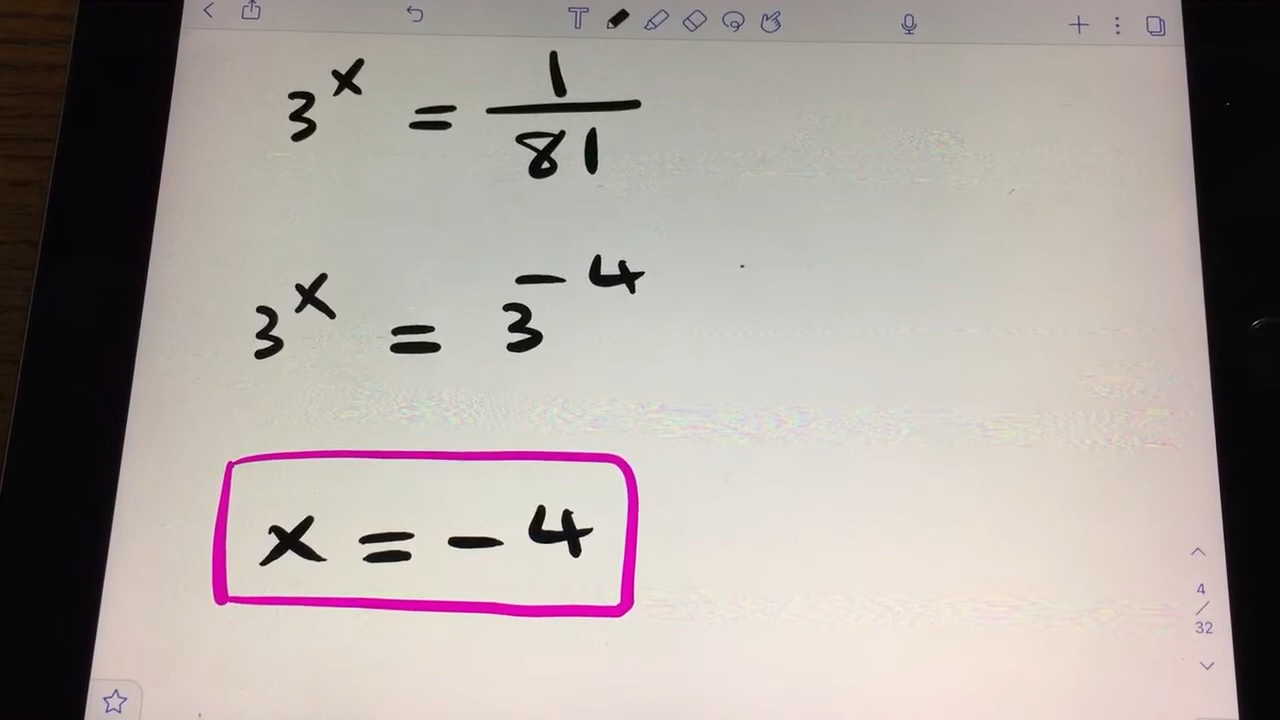 T
3^x = 1/81
3^x = 3^-4
x = -4
4
/
32